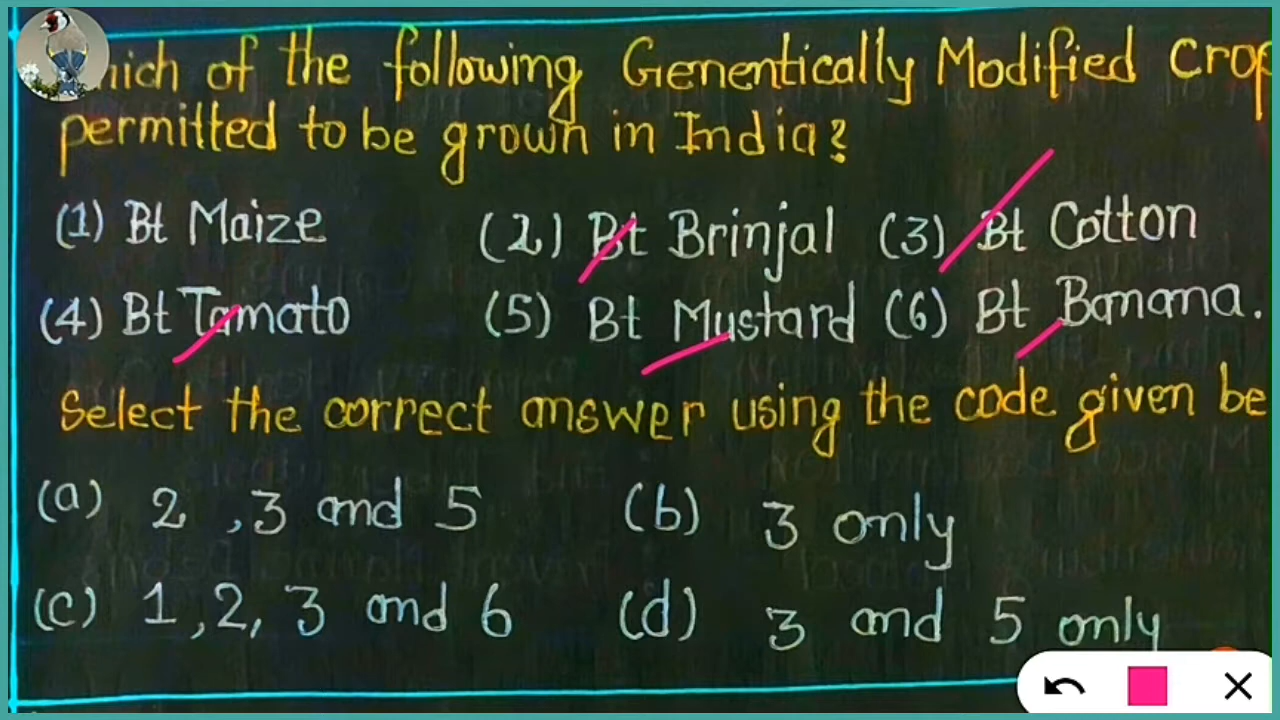 hich of the following Genentically Modified Crop
permitted to be grown in India?
(1) Bt Maize (2) Bt Brinjal (3) Bt Cotton
(4) Bt Tamato (5) Bt Mustard (6) Bt Banana.
Select the correct answer using the code given be
(a) 2 ,3 and 5 (b) 3 only
(c) 1,2, 3 and 6 (d) 3 and 5 only